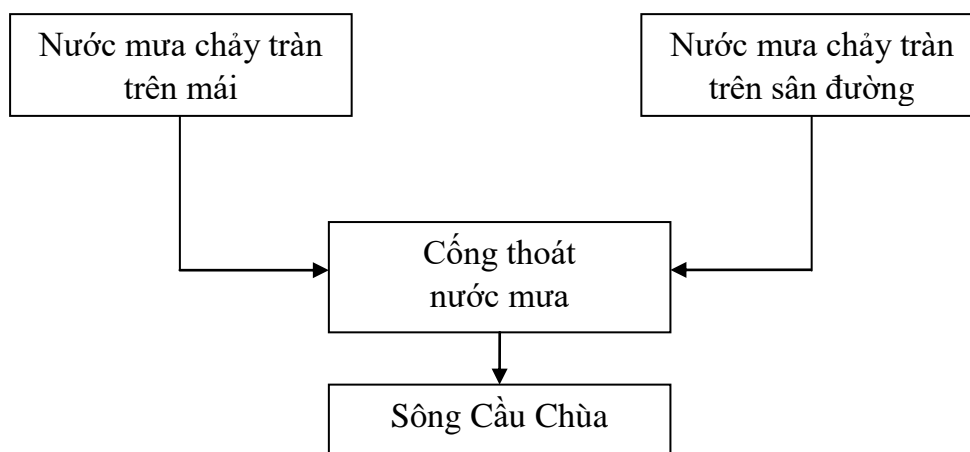 Nước mưa chảy tràn
trên mái
Nước mưa chảy tràn
trên sân đường
Cống thoát
nước mưa
Sông Cầu Chùa